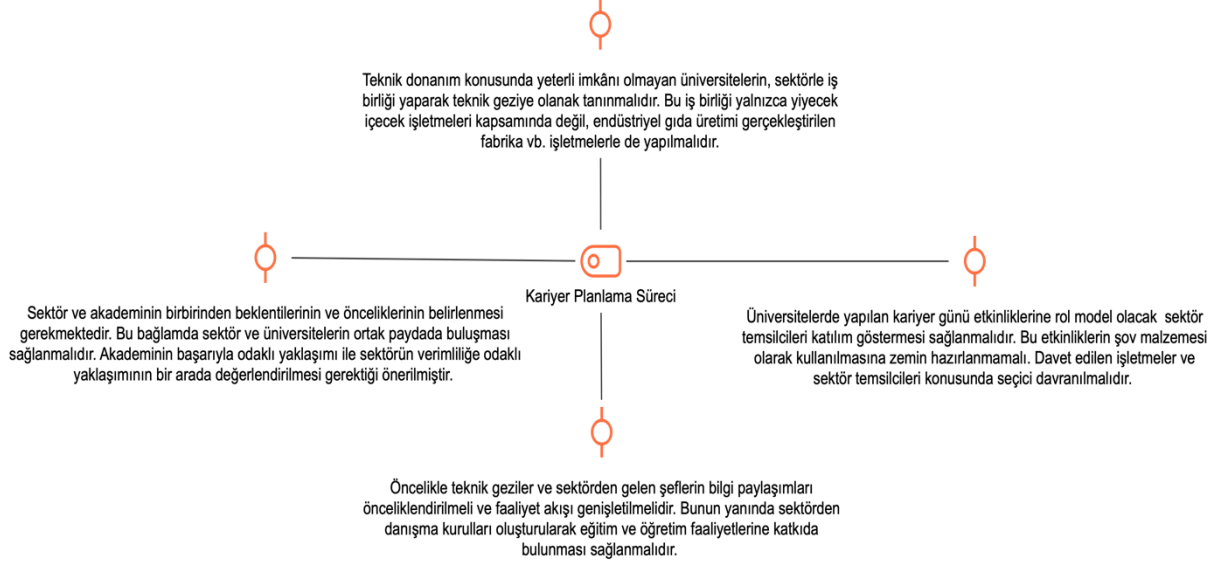 Teknik donanım konusunda yeterli imkânı olmayan üniversitelerin, sektörle iş
birliği yaparak teknik geziye olanak tanınmalıdır. Bu iş birliği yalnızca yiyecek
içecek işletmeleri kapsamında değil, endüstriyel gıda üretimi gerçekleştirilen
fabrika vb. işletmelerle de yapılmalıdır.
Kariyer Planlama Süreci
Sektör ve akademinin birbirinden beklentilerinin ve önceliklerinin belirlenmesi
gerekmektedir. Bu bağlamda sektör ve üniversitelerin ortak paydada buluşması
sağlanmalıdır. Akademinin başarıyla odaklı yaklaşımı ile sektörün verimliliğe odaklı
yaklaşımının bir arada değerlendirilmesi gerektiği önerilmiştir.
Üniversitelerde yapılan kariyer günü etkinliklerine rol model olacak sektör
temsilcileri katılım göstermesi sağlanmalıdır. Bu etkinliklerin şov malzemesi
olarak kullanılmasına zemin hazırlanmamalı. Davet edilen işletmeler ve
sektör temsilcileri konusunda seçici davranılmalıdır.
Öncelikle teknik geziler ve sektörden gelen şeflerin bilgi paylaşımları
önceliklendirilmeli ve faaliyet akışı genişletilmelidir. Bunun yanında sektörden
danışma kurulları oluşturularak eğitim ve öğretim faaliyetlerine katkıda
bulunması sağlanmalıdır.